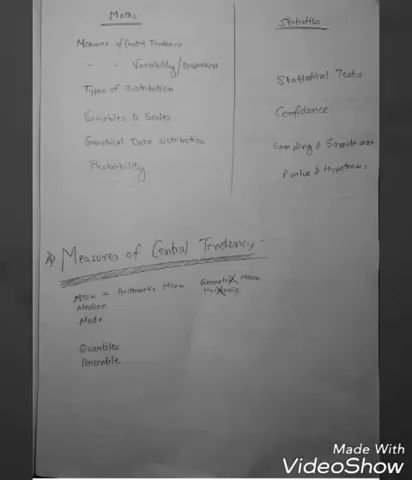 Maths
Measures of Central Tendency
" " Variability/Dispersion
Types of Distribution
Variables & Scales
Graphical Data distribution
Probability
Statistics
Statistical Tests
Confidence
Sampling & Sample size
P value & Hypothesis
Measures of Central Tendency.
Mean = Arithmetic Mean Geometric Mean
Median Harmonic
Mode
Quartiles
Percentile
Made With
VideoShow